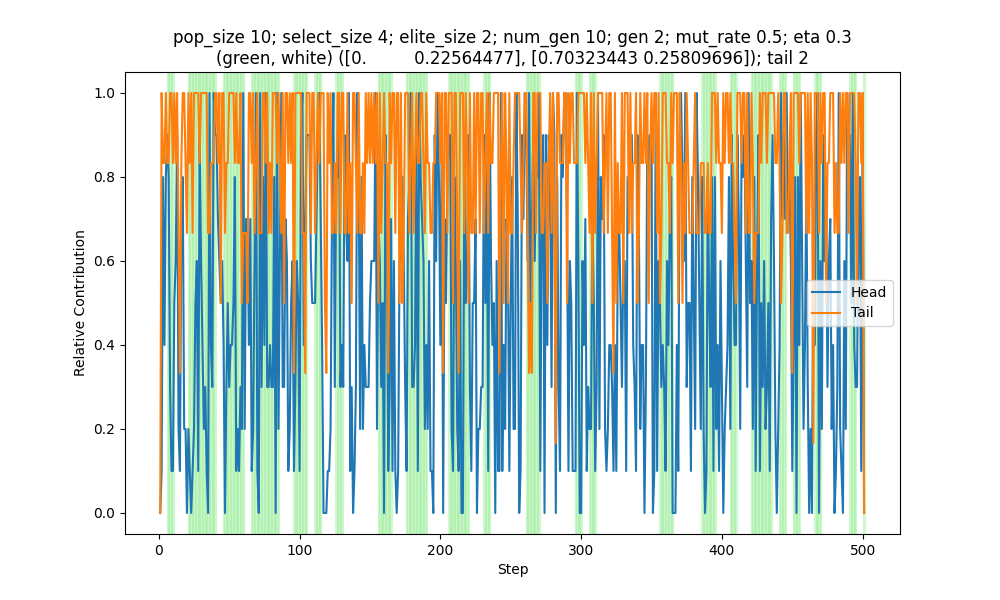 pop_size 10; select_size 4; elite_size 2; num_gen 10; gen 2; mut_rate 0.5; eta 0.3
(green, white) ([0.         0.22564477], [0.70323443 0.25809696]); tail 2
Relative Contribution
1.0
0.8
0.6
0.4
0.2
0.0
Head
Tail
0 100 200 300 400 500
Step